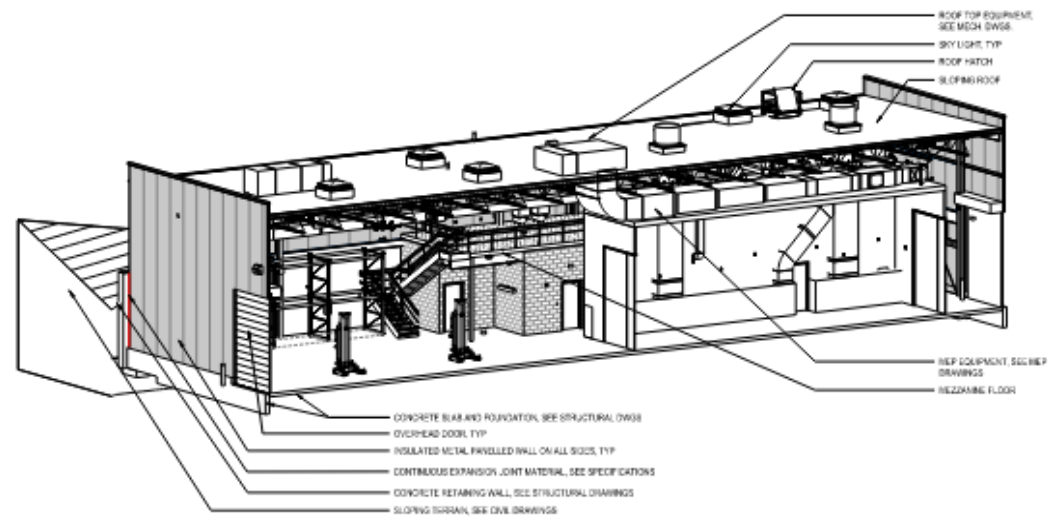 ROOF TOP EQUIPMENT,
SEE MECH. DWGS.
SKY LIGHT, TYP
ROOF HATCH
SLOPING ROOF
MEP EQUIPMENT, SEE MEP
DRAWINGS
MEZZANINE FLOOR
CONCRETE SLAB AND FOUNDATION, SEE STRUCTURAL DWGS
OVERHEAD DOOR, TYP
INSULATED METAL PANELLED WALL ON ALL SIDES, TYP
CONTINUOUS EXPANSION JOINT MATERIAL, SEE SPECIFICATIONS
CONCRETE RETAINING WALL, SEE STRUCTURAL DRAWINGS
SLOPING TERRAIN, SEE CIVIL DRAWINGS